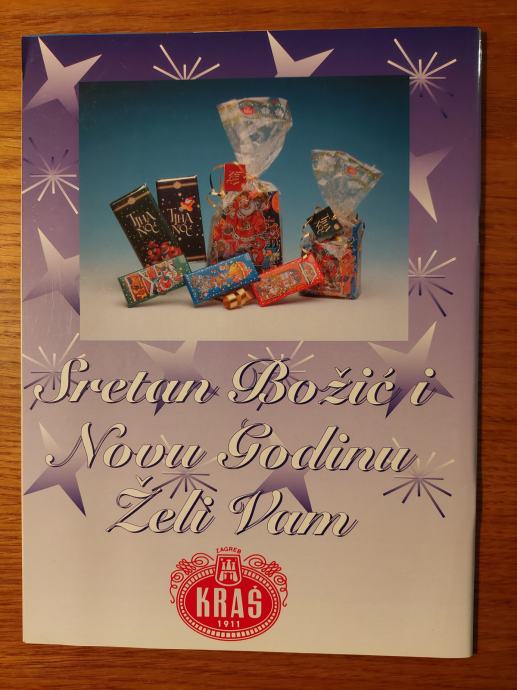 TIHA
NOĆ
TIHA
NOĆ
Sretan Božić i
Novu Godinu
Želi Vam
ZAGREB
KRAŠ
1911